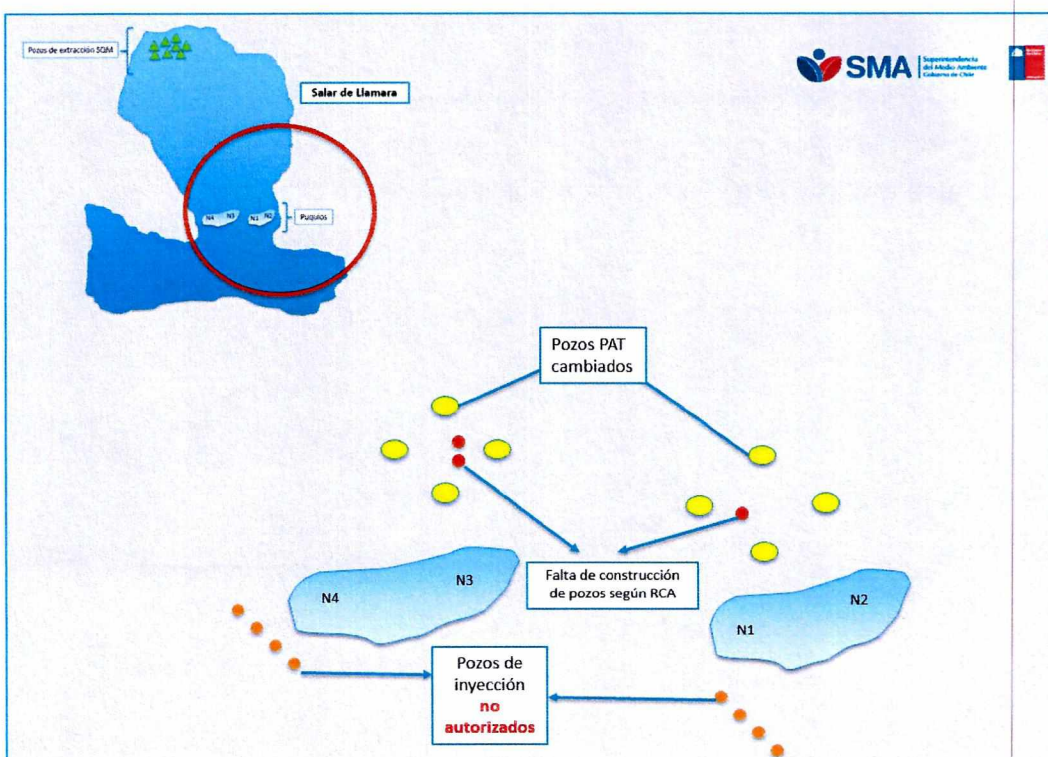 Pozos de extracción SQM
Salar de Llamara
SMA
Superintendencia
del Medio Ambiente
Gobierno de Chile
N4 N3 N1 N2
Puquios
Pozos PAT
cambiados
Falta de construcción
de pozos según RCA
N4
N3
N1
N2
Pozos de
inyección
no
autorizados